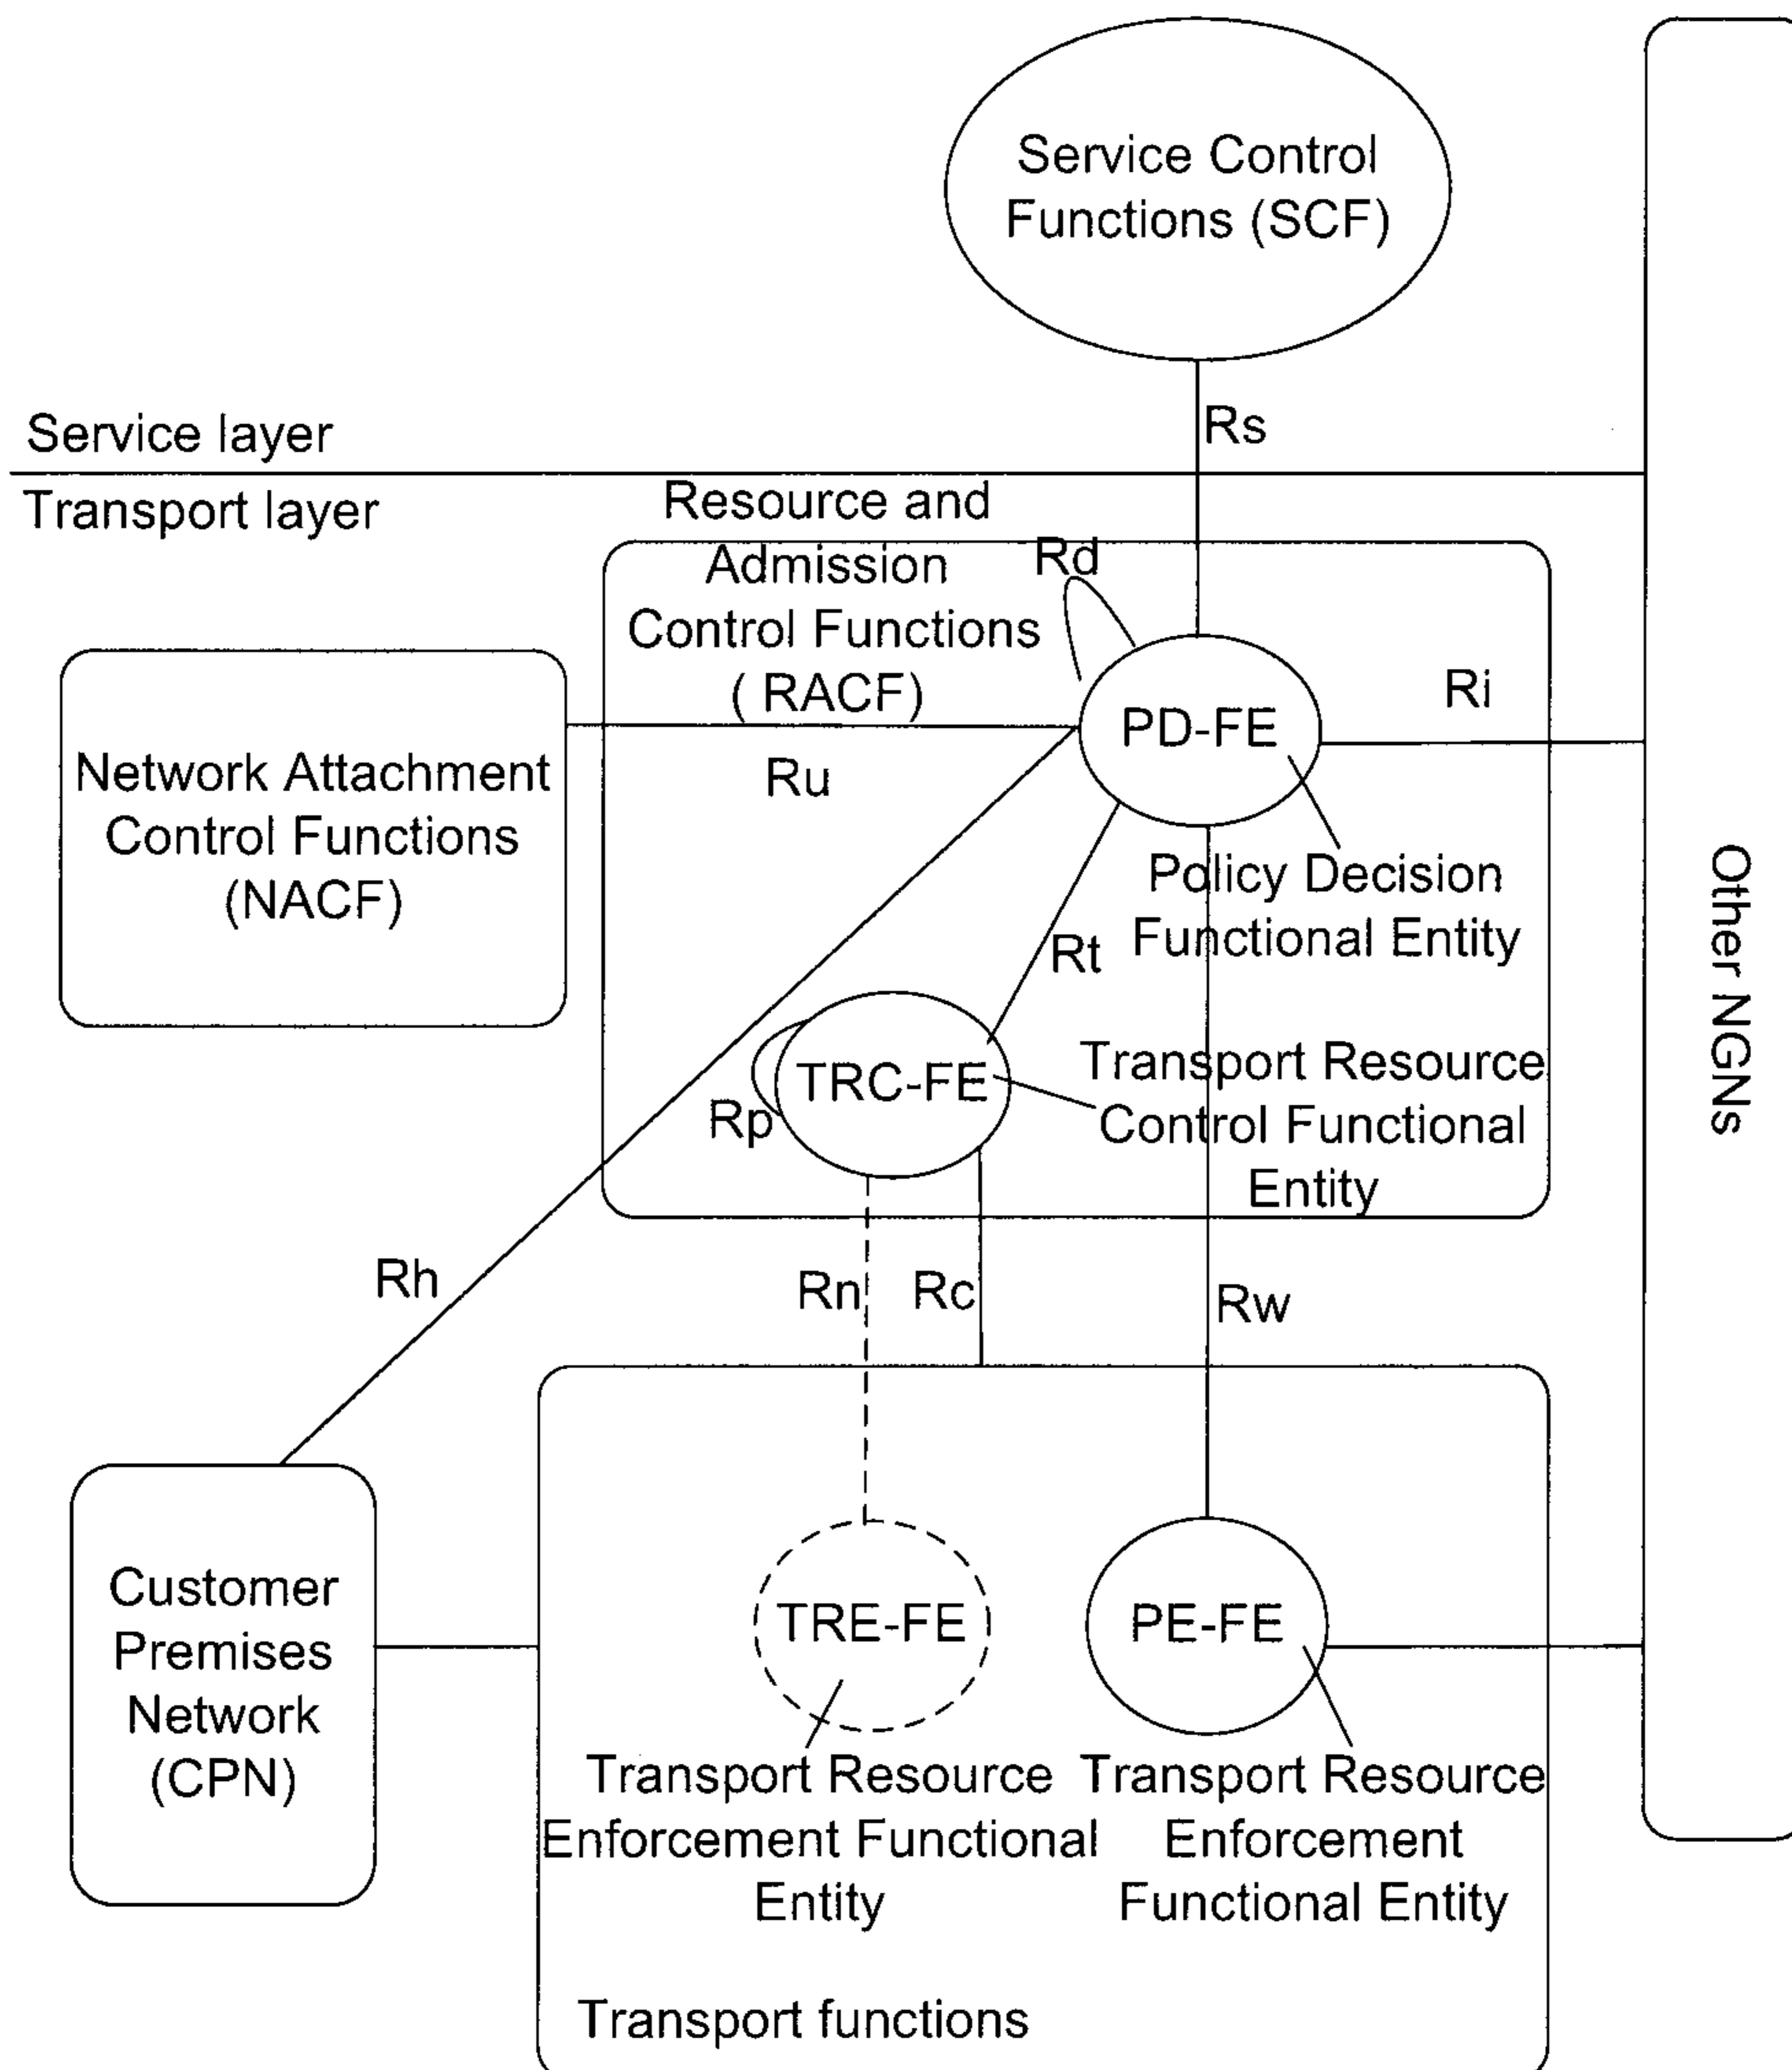 Service Control
Functions (SCF)
Rs
Service layer
Transport layer
Resource and
Admission
Control Functions
( RACF)
Rd
Ri
PD-FE
Ru
Network Attachment
Control Functions
(NACF)
Policy Decision
Functional Entity
Rt
TRC-FE
Rp
Transport Resource
Control Functional
Entity
Other NGNs
Rh
Rn
Rc
Rw
Customer
Premises
Network
(CPN)
TRE-FE
PE-FE
Transport Resource
Enforcement Functional
Entity
Transport Resource
Enforcement
Functional Entity
Transport functions